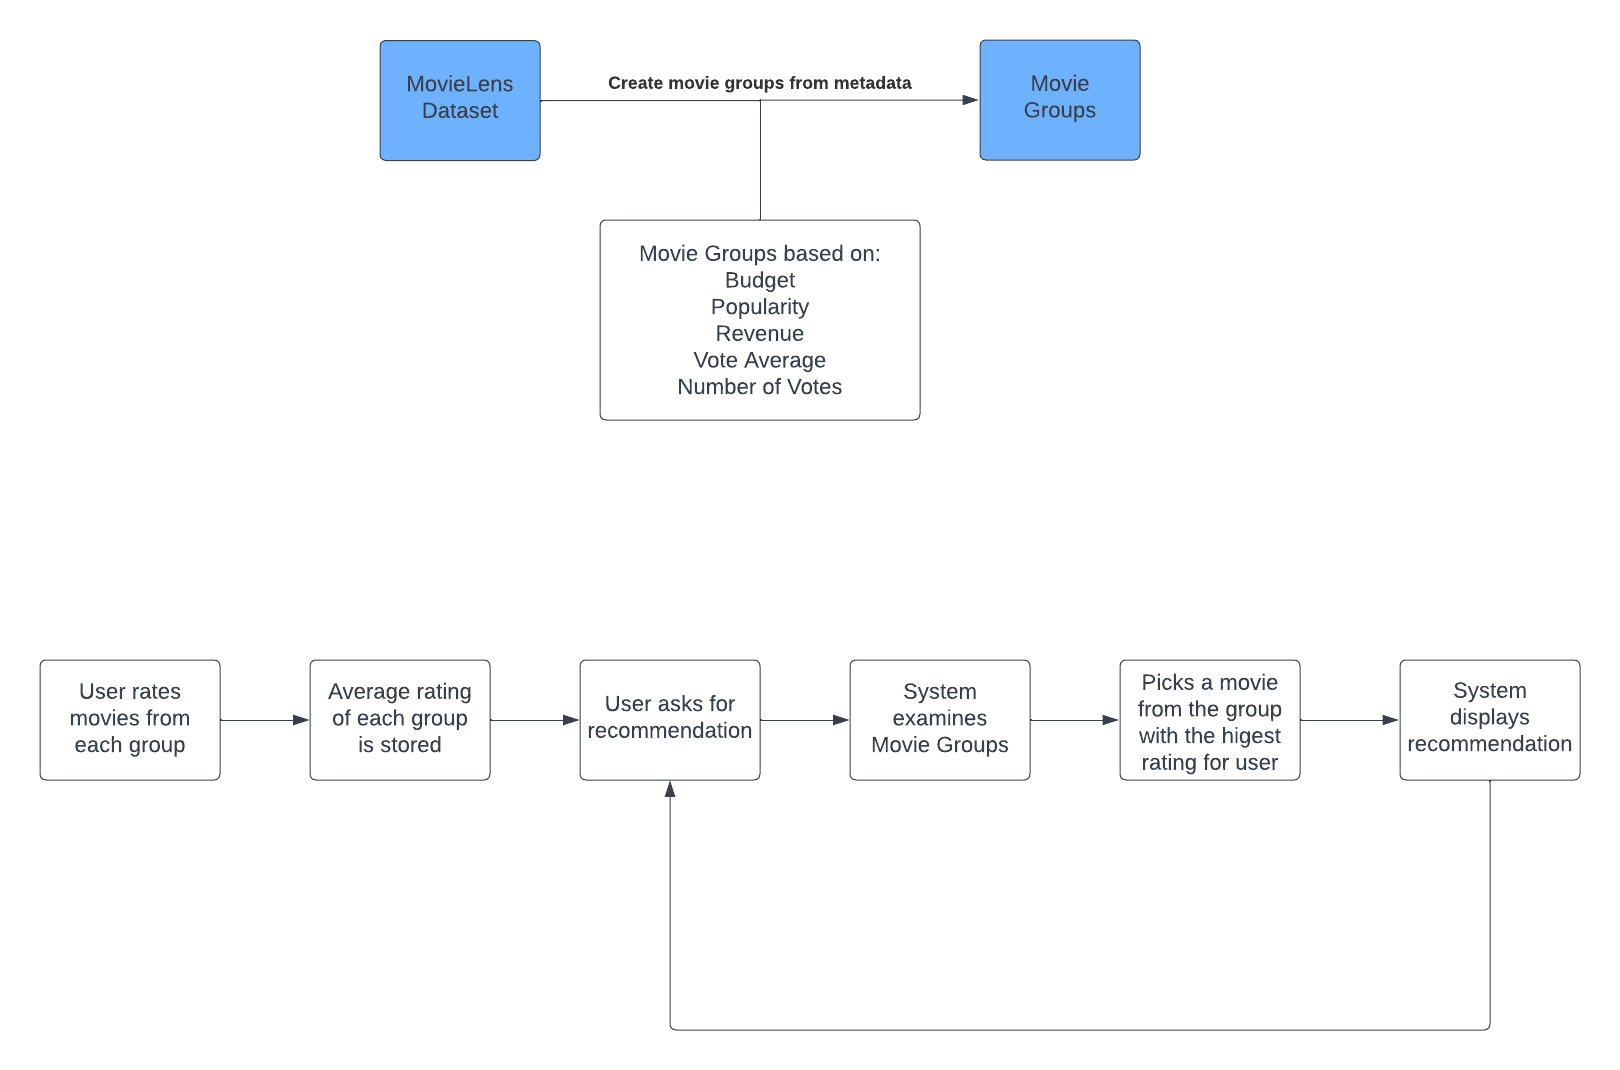 MovieLens
Dataset
Create movie groups from metadata
Movie
Groups
Movie Groups based on:
Budget
Popularity
Revenue
Vote Average
Number of Votes
User rates
movies from
each group
Average rating
of each group
is stored
User asks for
recommendation
System
examines
Movie Groups
Picks a movie
from the group
with the higest
rating for user
System
displays
recommendation